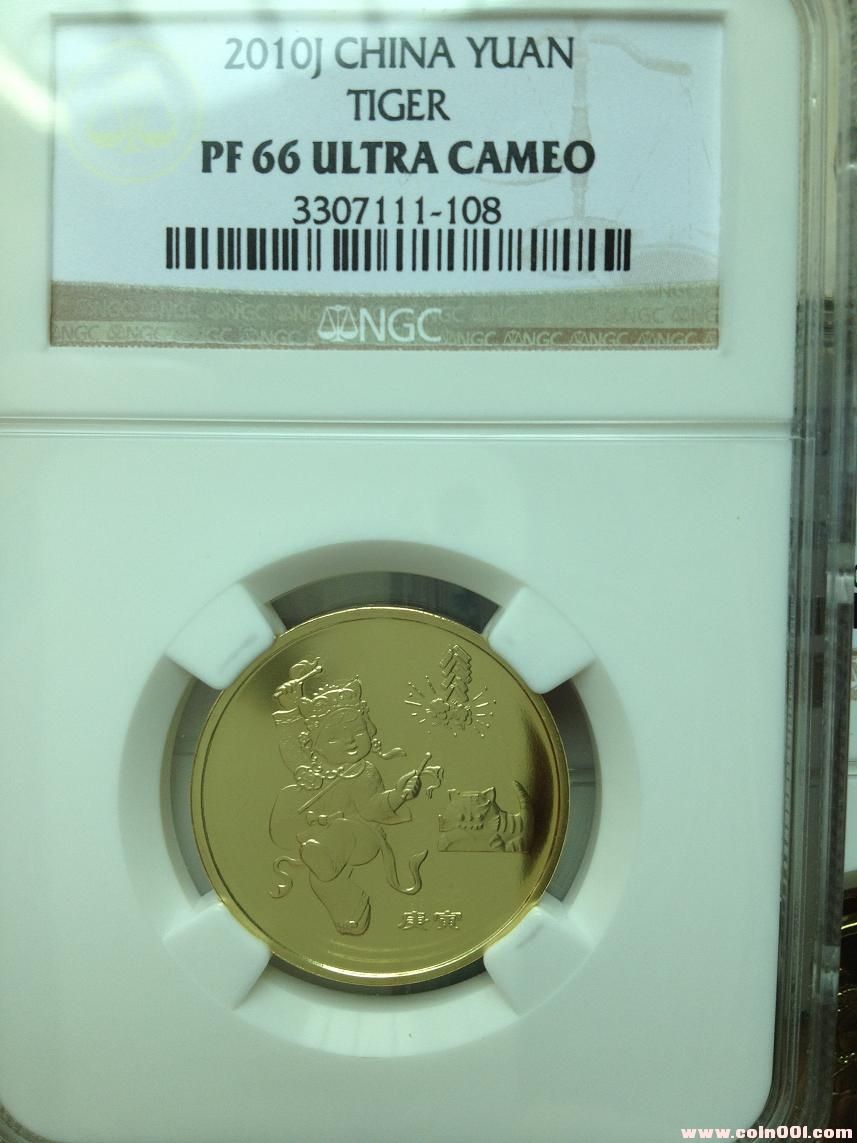 2010J CHINA YUAN
TIGER
PF 66 ULTRA CAMEO
3307111-108
NGC
庚寅
www.coin001.com